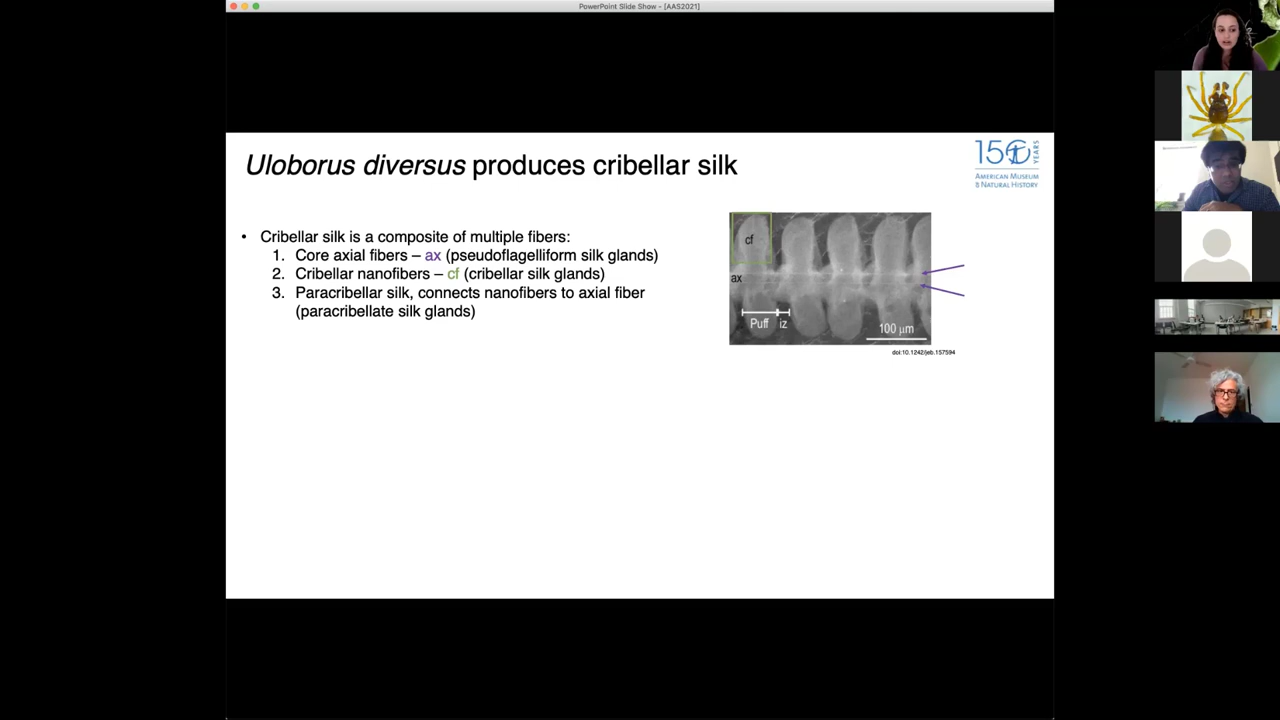 PowerPoint Slide Show - [AAS2021]
Uloborus diversus produces cribellar silk
150 YEARS
AMERICAN MUSEUM
& NATURAL HISTORY
• Cribellar silk is a composite of multiple fibers:
1. Core axial fibers – ax (pseudoflagelliform silk glands)
2. Cribellar nanofibers – cf (cribellar silk glands)
3. Paracribellar silk, connects nanofibers to axial fiber
(paracribellate silk glands)
cf
ax
Puff iz
100 μm
doi:10.1242/jeb.157594